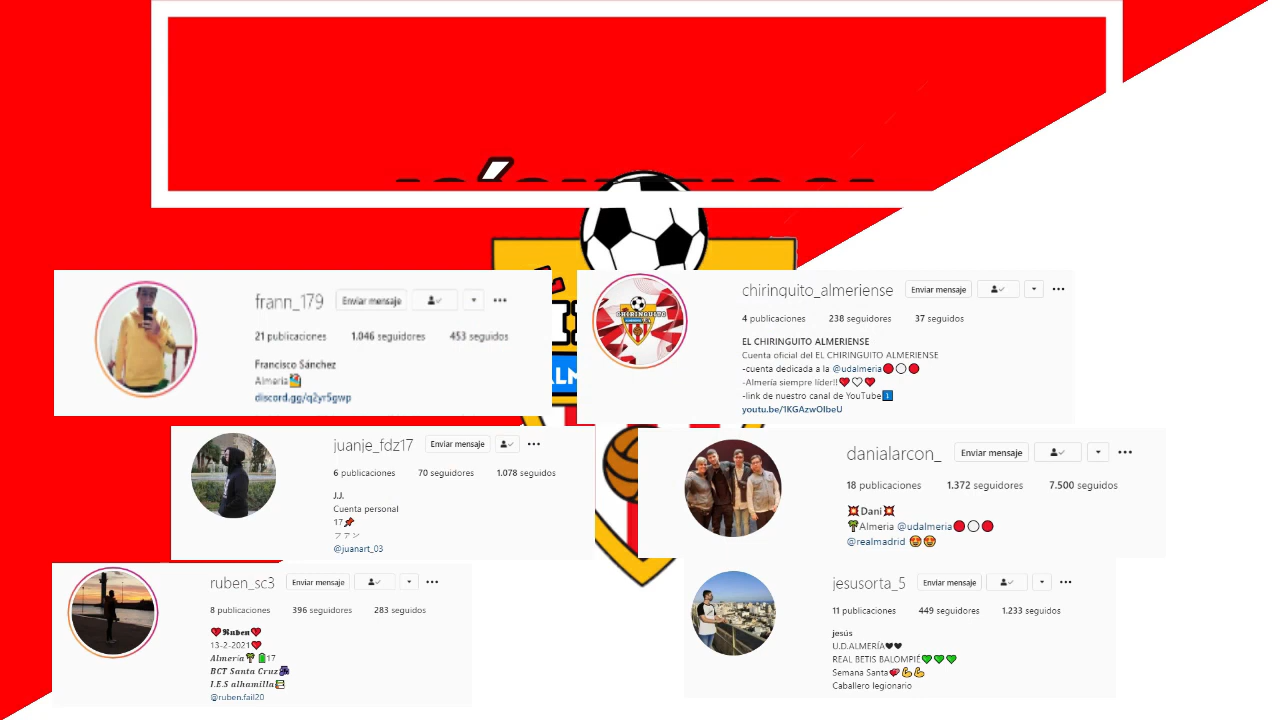 frann_179 Enviar mensaje
21 publicaciones 1.046 seguidores 453 seguidos
Francisco Sánchez
Almeria
discord.gg/q2yr5gwp
chirinquito_almeriense Enviar mensaje
4 publicaciones 238 seguidores 37 seguidos
EL CHIRINGUITO ALMERIENSE
Cuenta oficial del EL CHIRINGUITO ALMERIENSE
-cuenta dedicada a la @udalmeria🔴⚪🔴
-Almería siempre líder!!❤️🤍❤️
-link de nuestro canal de YouTube⬇️
youtu.be/1KGAzwOlbeU
CHIRINGUITO
juanje_fdz17 Enviar mensaje
6 publicaciones 70 seguidores 1.078 seguidos
J.J.
Cuenta personal
17📌
ファン
@juanart_03
danialarcon_ Enviar mensaje
18 publicaciones 1.372 seguidores 7.500 seguidos
💥Dani💥
🌴Almeria @udalmeria🔴⚪🔴
@realmadrid 🤩🤩
ruben_sc3 Enviar mensaje
8 publicaciones 396 seguidores 283 seguidos
❤️𝕽𝖚𝖇𝖊𝖓❤️
13-2-2021❤️
Almería🌴🔋17
BCT Santa Cruz
I.E.S alhamilla
@ruben.fail20
jesusorta_5 Enviar mensaje
11 publicaciones 449 seguidores 1.233 seguidos
jesús
U.D.ALMERÍA🖤🖤
REAL BETIS BALOMPIÉ💚💚💚
Semana Santa💪💪
Caballero legionario